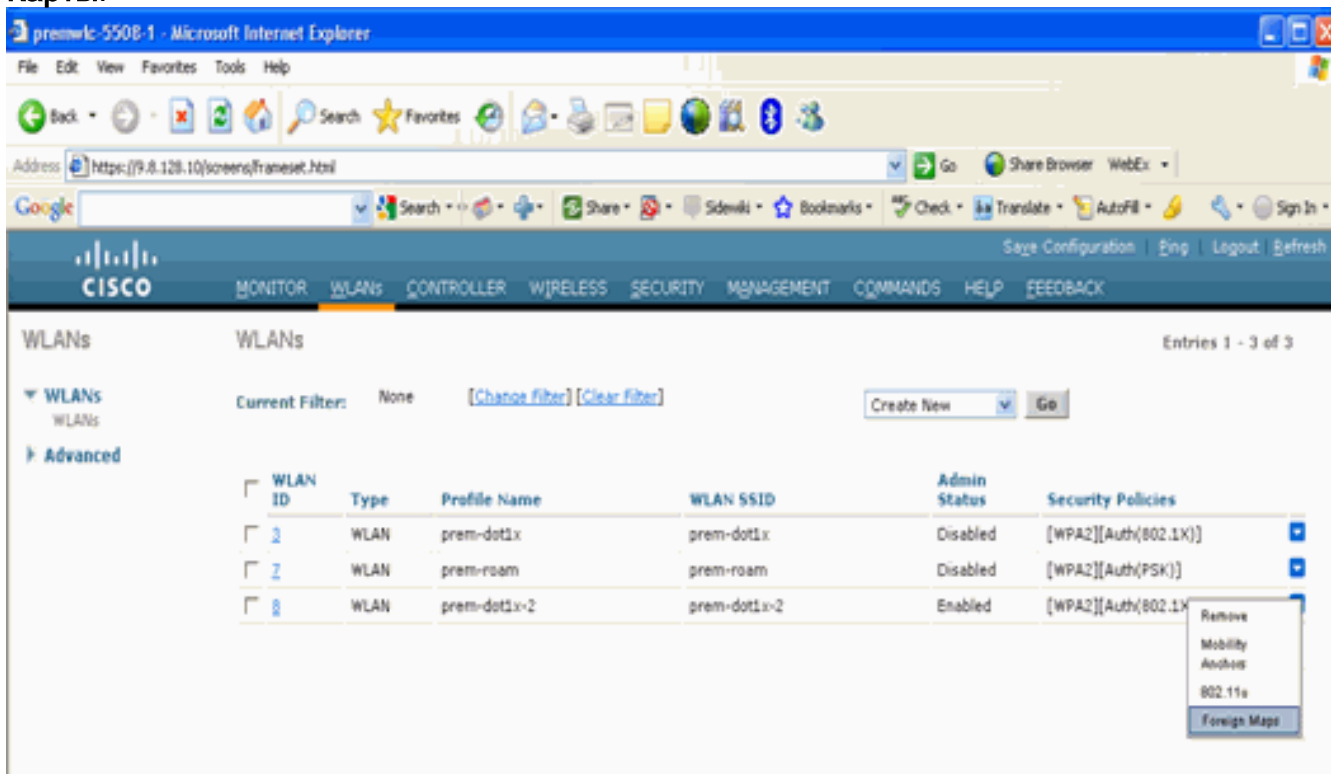 premwlc-5508-1 - Microsoft Internet Explorer
File Edit View Favorites Tools Help
Back Search Favorites
Address https://9.8.128.10/screens/frameset.html Go Share Browser WebEx
Google Search Share Sidewiki Bookmarks Check Translate AutoFill Sign In
Save Configuration Ping Logout Refresh
CISCO MONITOR WLANs CONTROLLER WIRELESS SECURITY MANAGEMENT COMMANDS HELP FEEDBACK
WLANs WLANs Entries 1 - 3 of 3
WLANs Current Filter: None [Change Filter] [Clear Filter] Create New Go
WLANs
Advanced
WLAN ID Type Profile Name WLAN SSID Admin Status Security Policies
3 WLAN prem-dot1x prem-dot1x Disabled [WPA2][Auth(802.1X)]
7 WLAN prem-roam prem-roam Disabled [WPA2][Auth(PSK)]
8 WLAN prem-dot1x-2 prem-dot1x-2 Enabled [WPA2][Auth(802.1X
Remove
Mobility
Anchors
Foreign Maps